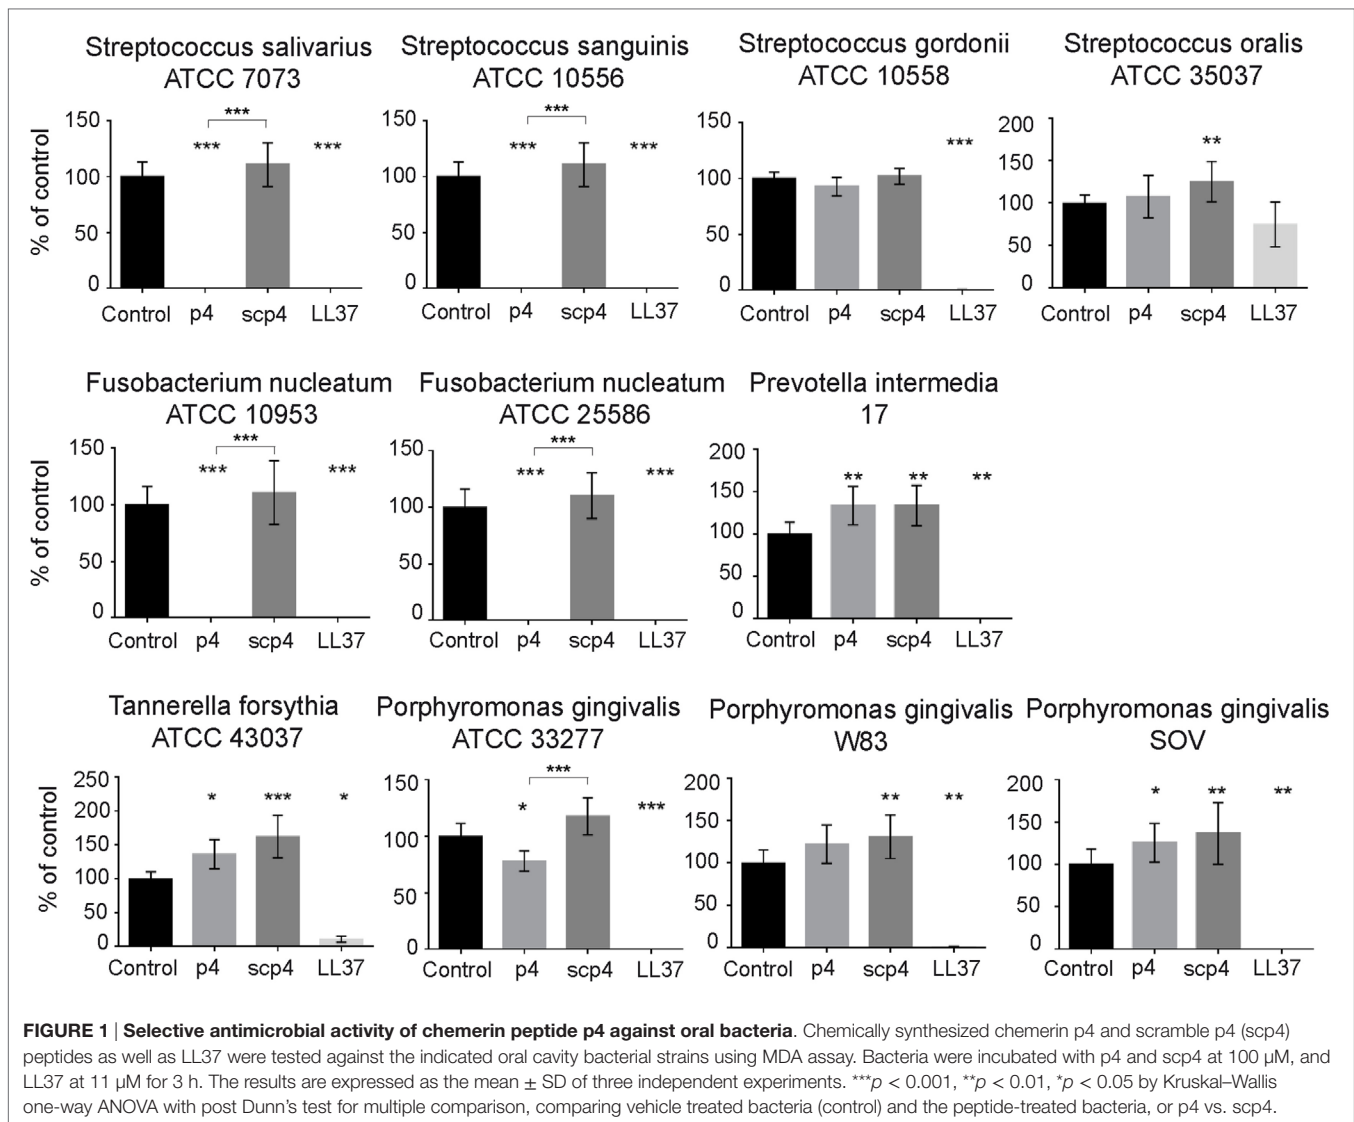 Streptococcus salivarius
ATCC 7073
Streptococcus sanguinis
ATCC 10556
Streptococcus gordonii
ATCC 10558
Streptococcus oralis
ATCC 35037
% of control
150
100
50
0
***
***
***
Control p4 scp4 LL37
150
100
50
0
***
***
***
Control p4 scp4 LL37
150
100
50
0
***
Control p4 scp4 LL37
200
150
100
50
0
**
Control p4 scp4 LL37
Fusobacterium nucleatum
ATCC 10953
Fusobacterium nucleatum
ATCC 25586
Prevotella intermedia
17
% of control
150
100
50
0
***
***
***
Control p4 scp4 LL37
150
100
50
0
***
***
***
Control p4 scp4 LL37
200
150
100
50
0
** ** **
Control p4 scp4 LL37
Tannerella forsythia
ATCC 43037
Porphyromonas gingivalis
ATCC 33277
Porphyromonas gingivalis
W83
Porphyromonas gingivalis
SOV
% of control
250
200
150
100
50
0
* *** *
Control p4 scp4 LL37
150
100
50
0
***
* ***
Control p4 scp4 LL37
200
150
100
50
0
** **
Control p4 scp4 LL37
200
150
100
50
0
* ** **
Control p4 scp4 LL37
FIGURE 1 | Selective antimicrobial activity of chemerin peptide p4 against oral bacteria. Chemically synthesized chemerin p4 and scramble p4 (scp4)
peptides as well as LL37 were tested against the indicated oral cavity bacterial strains using MDA assay. Bacteria were incubated with p4 and scp4 at 100 µM, and
LL37 at 11 µM for 3 h. The results are expressed as the mean ± SD of three independent experiments. ***p < 0.001, **p < 0.01, *p < 0.05 by Kruskal–Wallis
one-way ANOVA with post Dunn's test for multiple comparison, comparing vehicle treated bacteria (control) and the peptide-treated bacteria, or p4 vs. scp4.